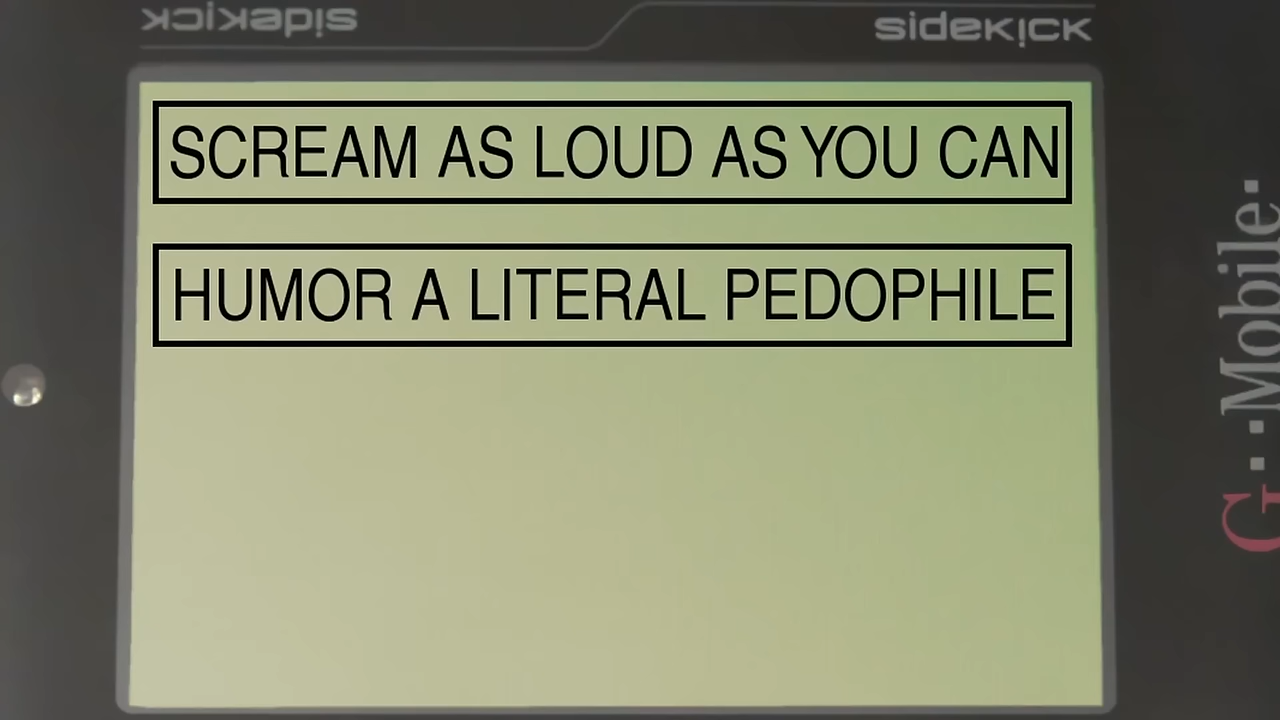 sidekick
sidekick
SCREAM AS LOUD AS YOU CAN
HUMOR A LITERAL PEDOPHILE
G··Mobile·